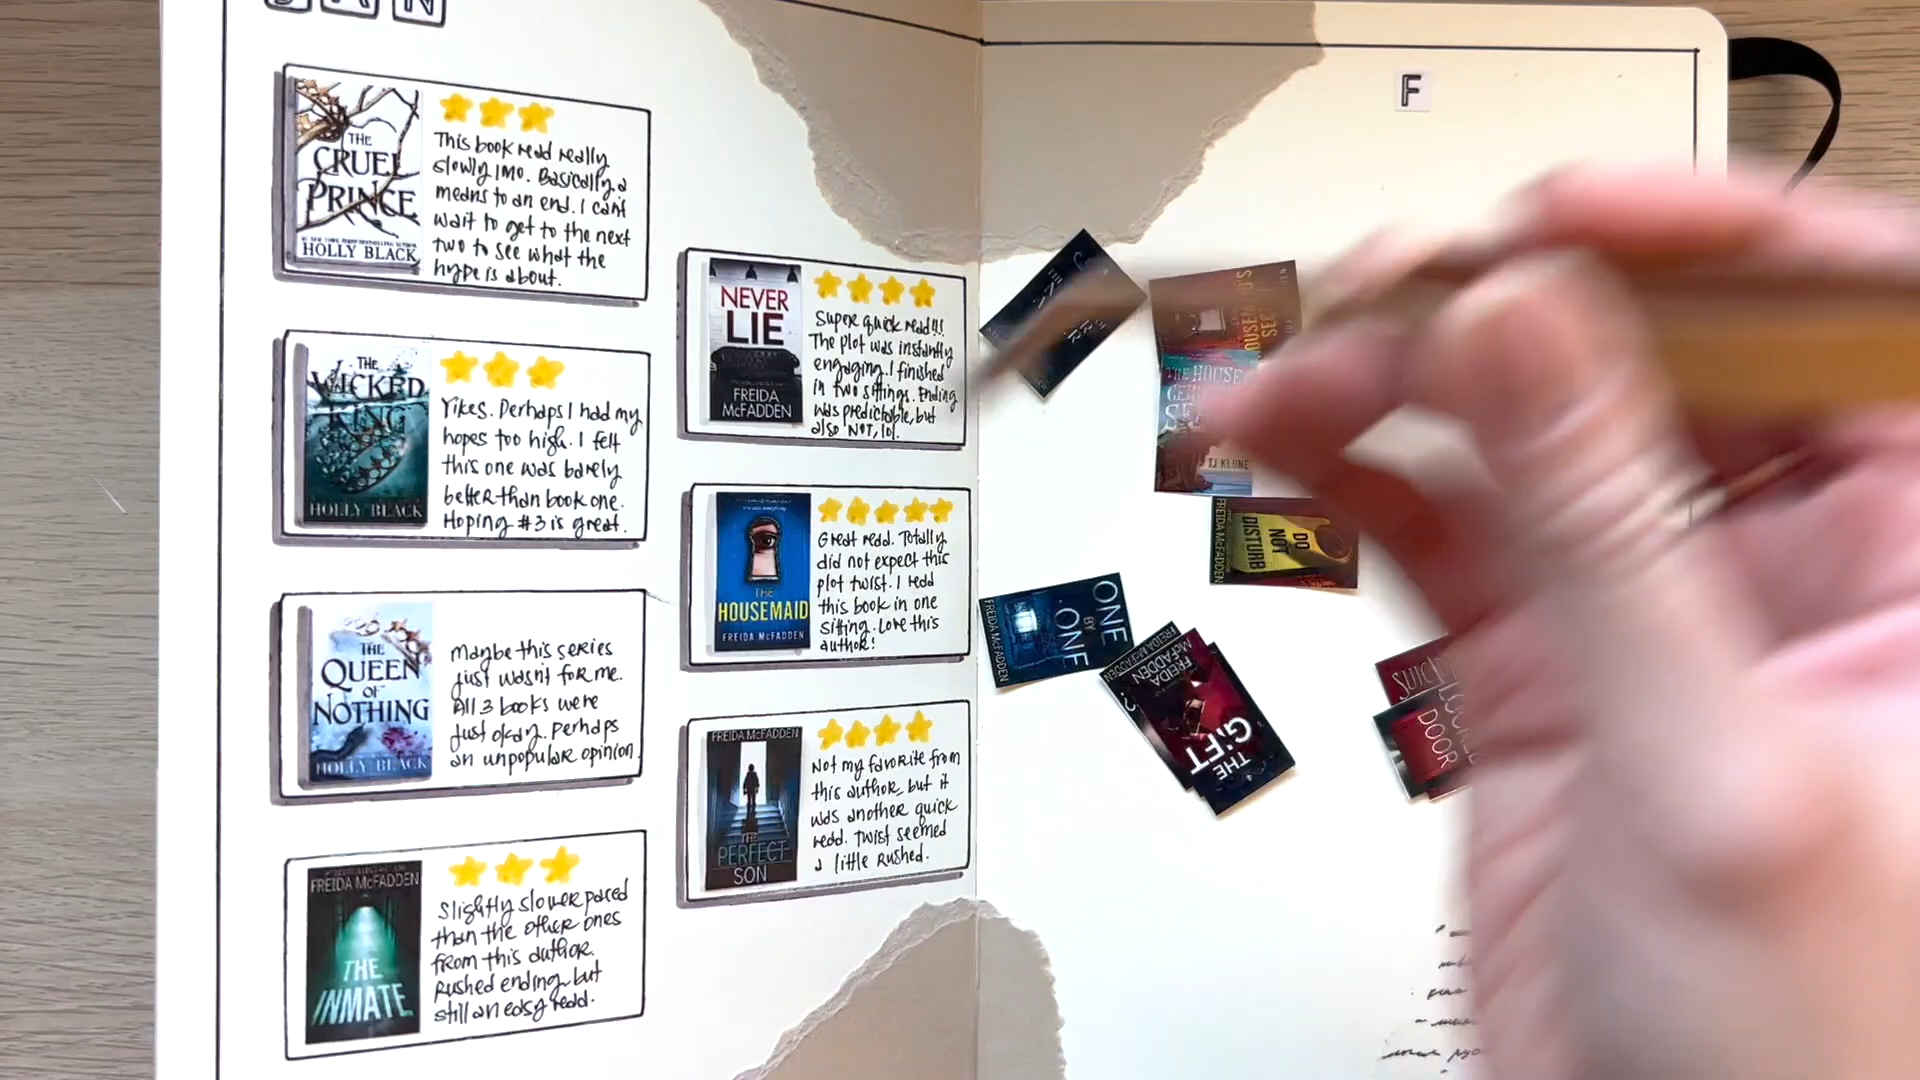 JAN
THE
CRUEL
PRINCE
HOLLY BLACK
This book read really
slowly IMO. Basically, a
means to an end. I can't
wait to get to the next
two to see what the
hype is about.
THE
WICKED
KING
HOLLY BLACK
Yikes. Perhaps I had my
hopes too high. I felt
this one was barely
better than book one.
Hoping #3 is great.
THE
QUEEN
OF
NOTHING
HOLLY BLACK
Maybe this series
just wasn't for me.
All 3 books were
just okay. Perhaps
an unpopular opinion
FREIDA McFADDEN
THE
INMATE
Slightly slower paced
than the other ones
from this author.
Rushed ending, but
still an easy read.
NEVER
LIE
FREIDA
McFADDEN
Super quick read!!!
The plot was instantly
engaging. I finished
in two sittings. Ending
was predictable, but
also NOT, lol.
THE
HOUSEMAID
FREIDA McFADDEN
Great read. Totally
did not expect this
plot twist. I read
this book in one
sitting. Love this
author!
FREIDA McFADDEN
THE
PERFECT
SON
Not my favorite from
this author, but it
was another quick
read. Twist seemed
a little rushed.
F
THE HOUSE
TJ KLUNE
DO
NOT
DISTURB
FREIDA McFADDEN
ONE
BY
ONE
FREIDA McFADDEN
FREIDA McFADDEN
FREIDA
McFADDEN
THE
GIFT
DOOR